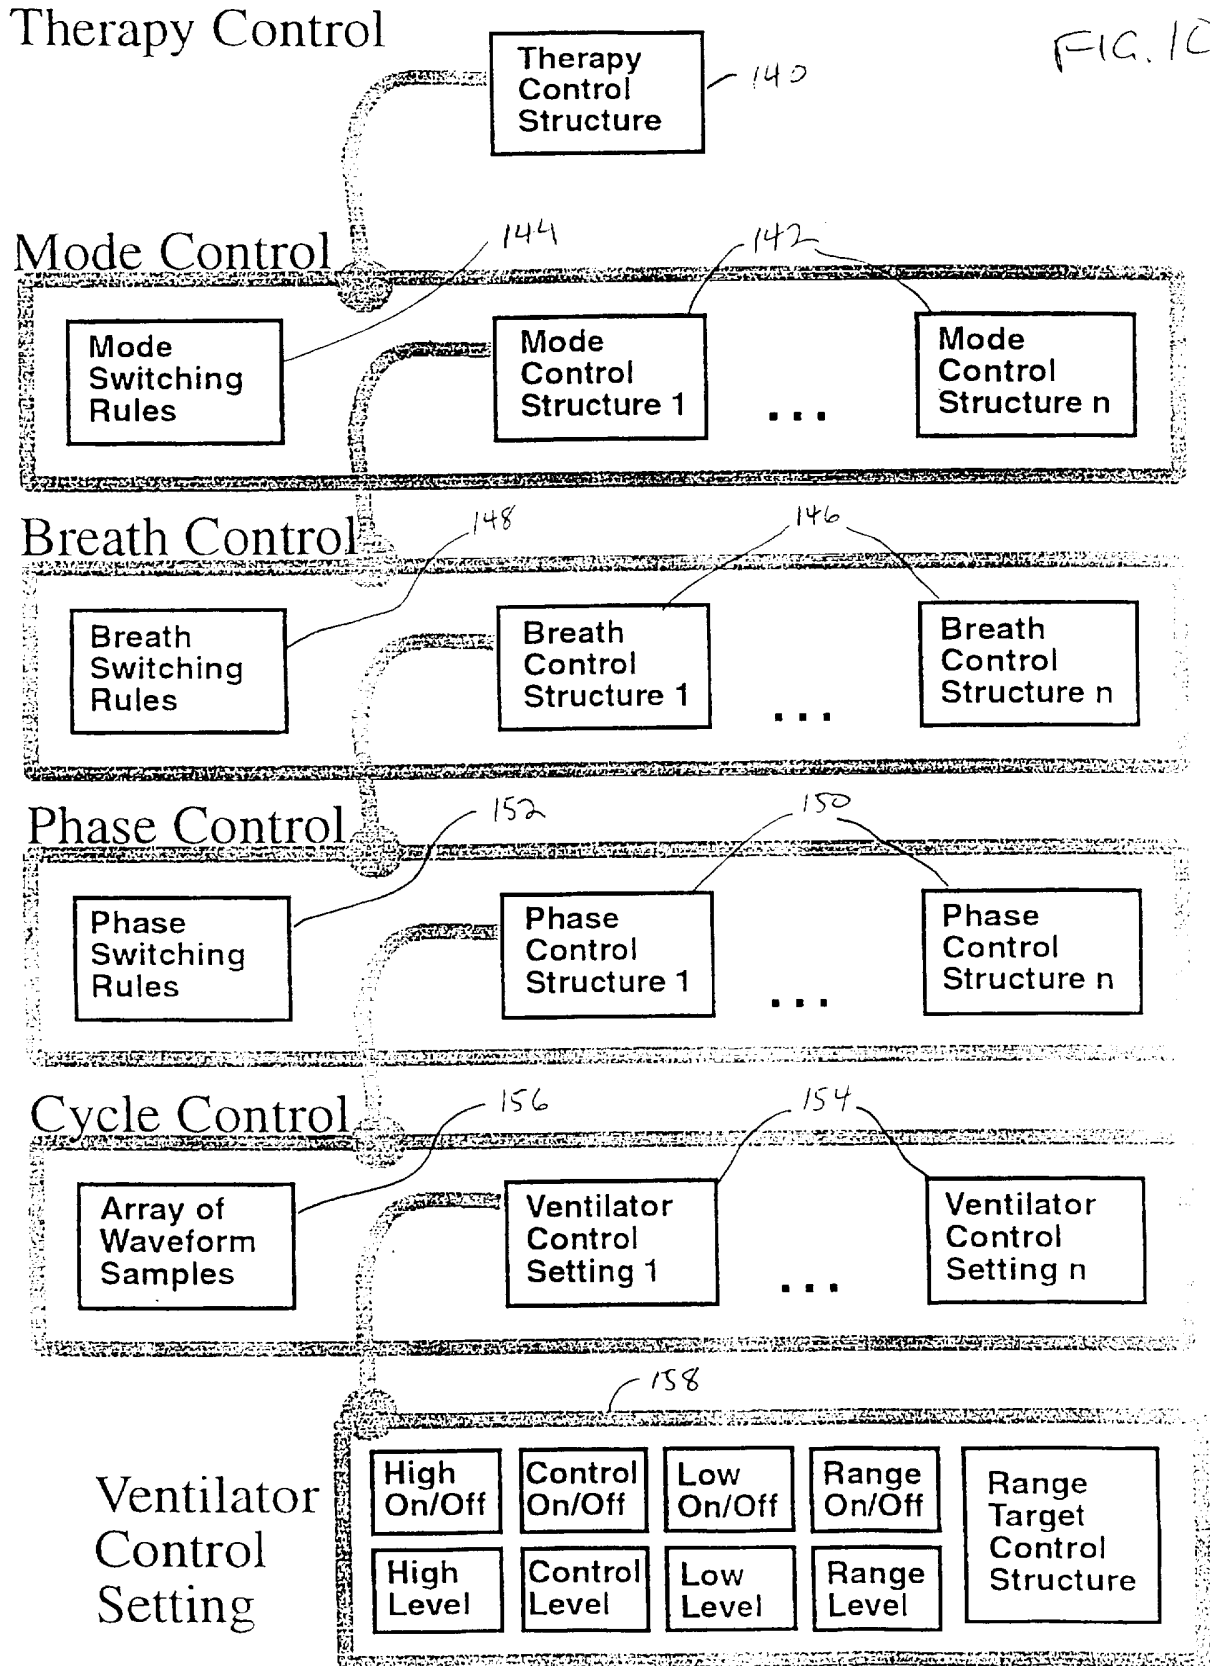 Therapy Control
FIG. 1C
Therapy
Control
Structure
140
Mode Control
144
142
Mode
Switching
Rules
Mode
Control
Structure 1
...
Mode
Control
Structure n
Breath Control
148
146
Breath
Switching
Rules
Breath
Control
Structure 1
...
Breath
Control
Structure n
Phase Control
152
150
Phase
Switching
Rules
Phase
Control
Structure 1
...
Phase
Control
Structure n
Cycle Control
156
154
Array of
Waveform
Samples
Ventilator
Control
Setting 1
...
Ventilator
Control
Setting n
158
Ventilator
Control
Setting
High
On/Off
Control
On/Off
Low
On/Off
Range
On/Off
High
Level
Control
Level
Low
Level
Range
Level
Range
Target
Control
Structure